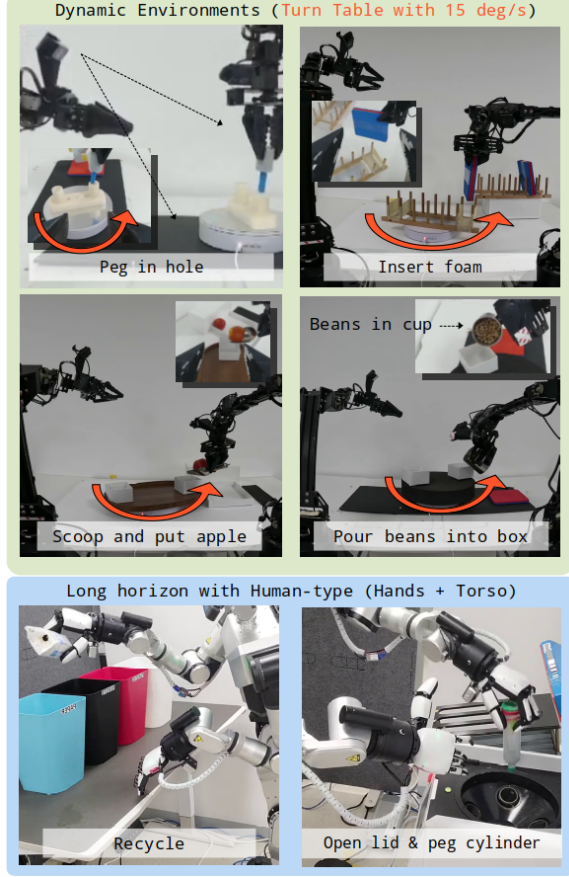 Dynamic Environments (Turn Table with 15 deg/s)
Peg in hole
Insert foam
Beans in cup
Scoop and put apple
Pour beans into box
Long horizon with Human-type (Hands + Torso)
Recycle
Open lid & peg cylinder